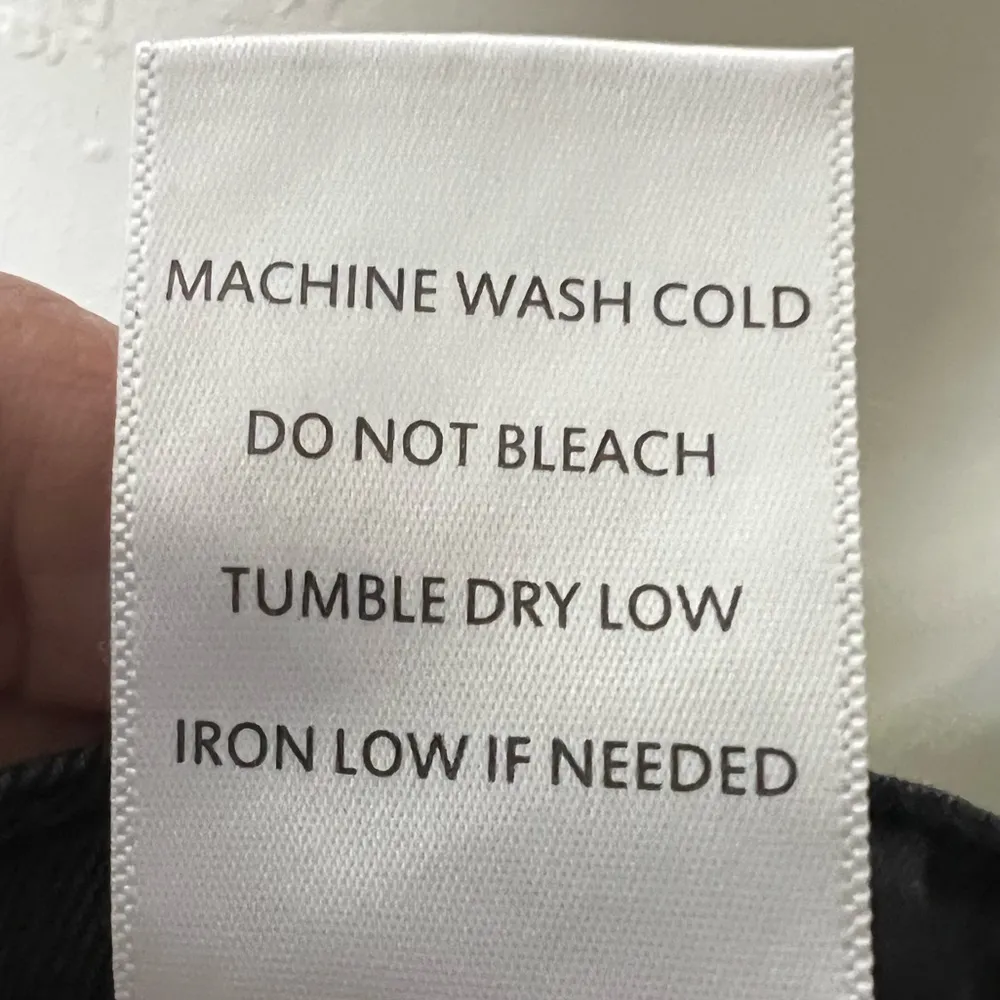 MACHINE WASH COLD
DO NOT BLEACH
TUMBLE DRY LOW
IRON LOW IF NEEDED